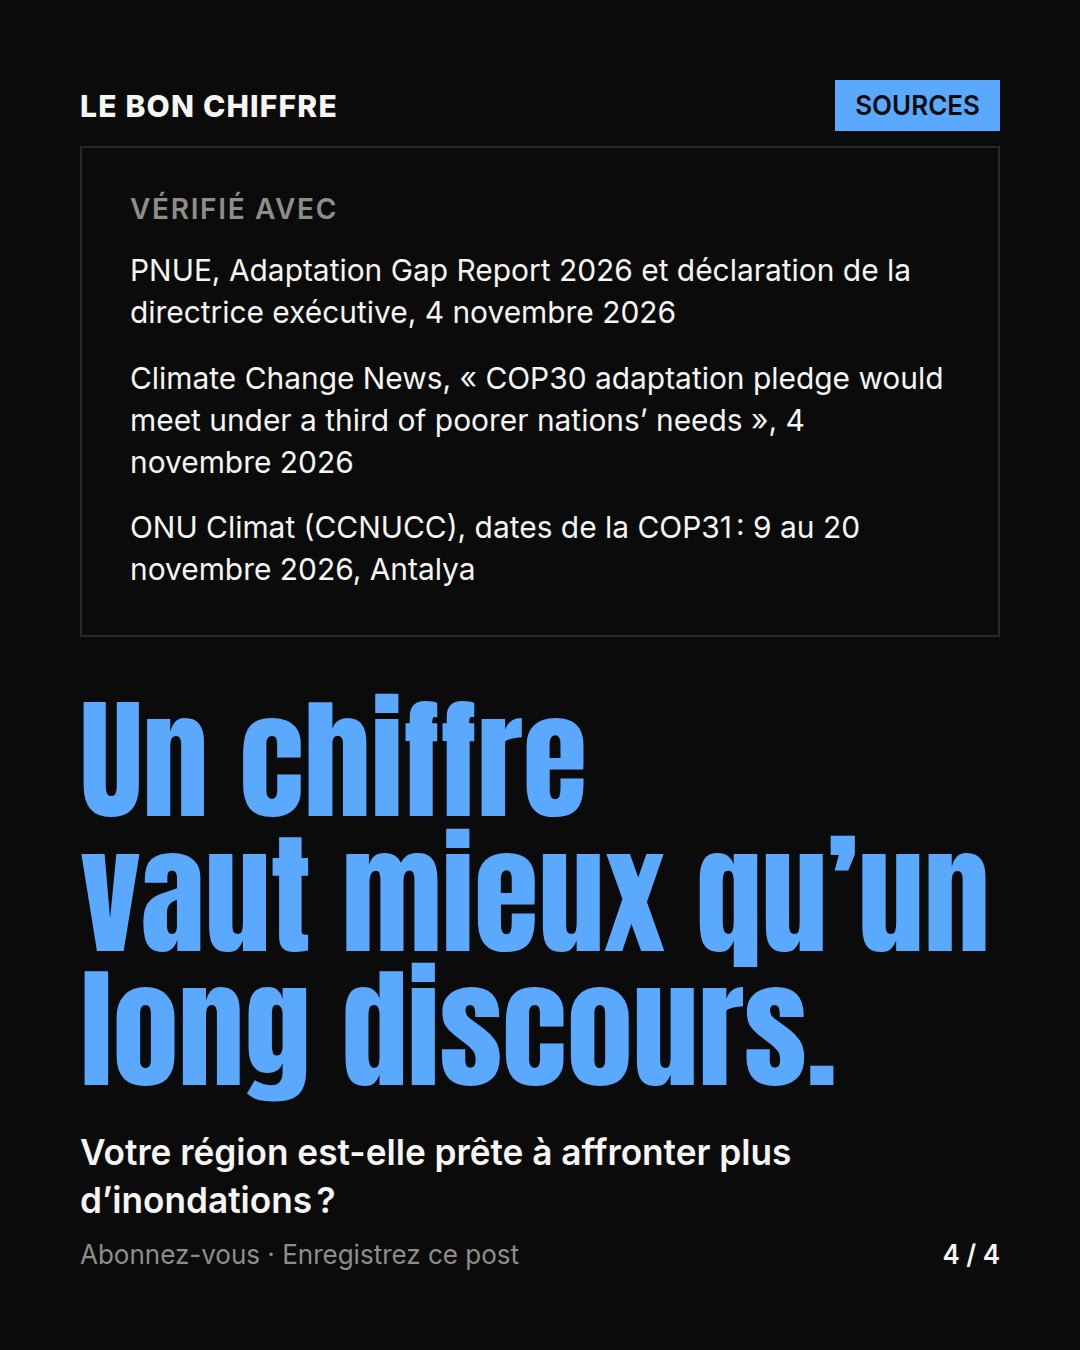 LE BON CHIFFRE
SOURCES
VÉRIFIÉ AVEC
PNUE, Adaptation Gap Report 2026 et déclaration de la
directrice exécutive, 4 novembre 2026
Climate Change News, « COP30 adaptation pledge would
meet under a third of poorer nations’ needs », 4
novembre 2026
ONU Climat (CCNUCC), dates de la COP31 : 9 au 20
novembre 2026, Antalya
Un chiffre
vaut mieux qu’un
long discours.
Votre région est-elle prête à affronter plus
d’inondations ?
Abonnez-vous · Enregistrez ce post
4 / 4